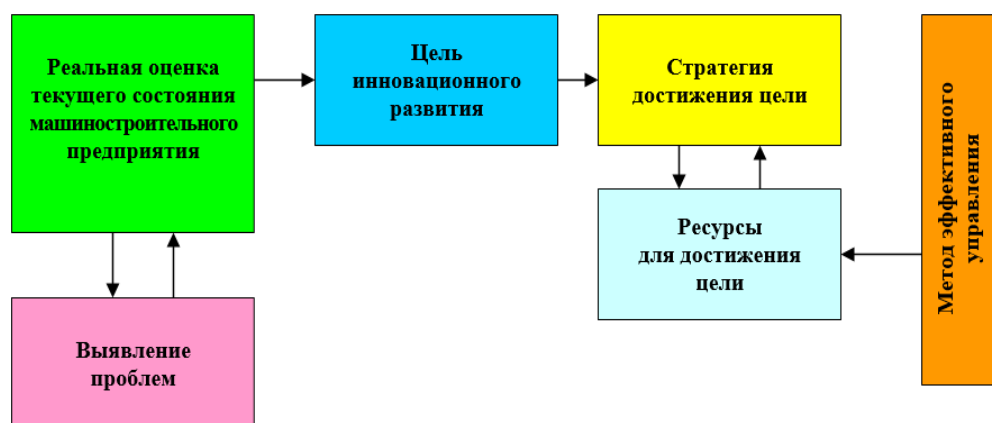 Реальная оценка
текущего состояния
машиностроительного
предприятия
Цель
инновационного
развития
Стратегия
достижения цели
Ресурсы
для достижения
цели
Метод эффективного
управления
Выявление
проблем